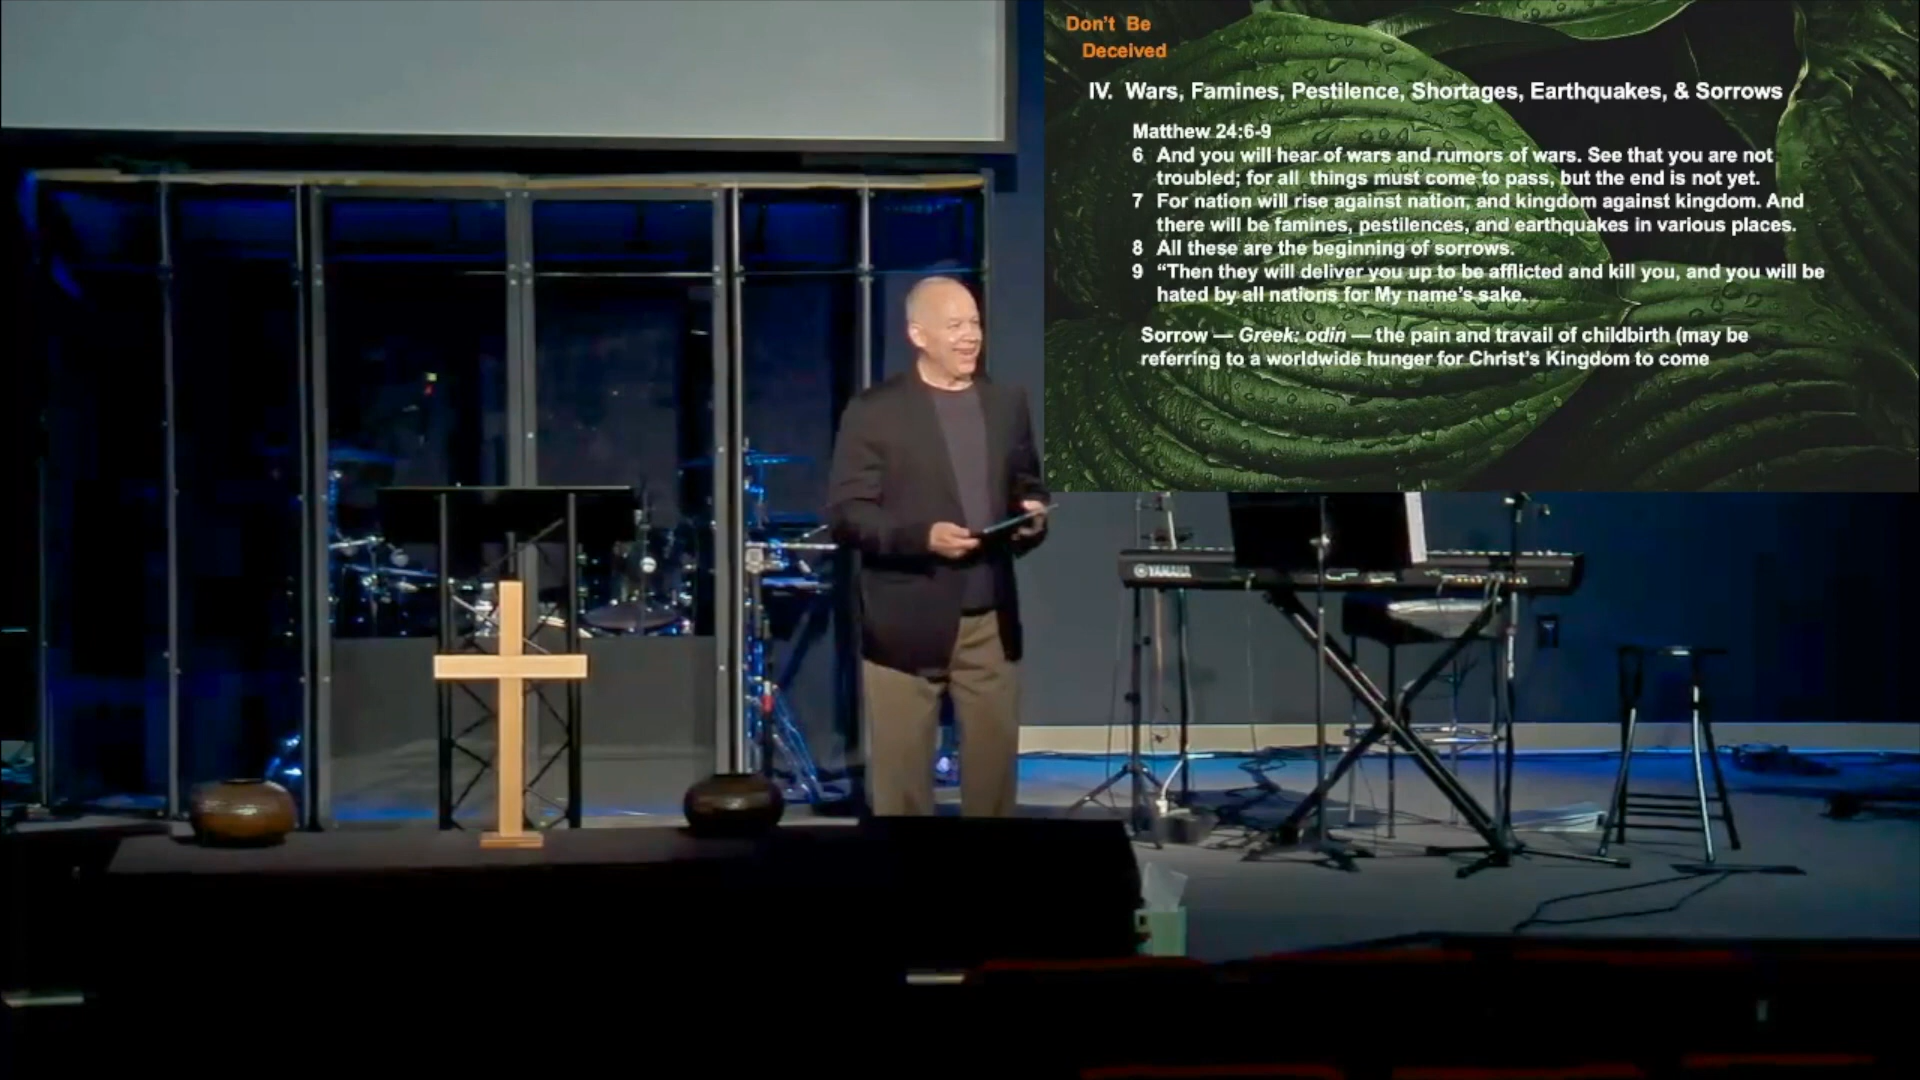 Don't Be
Deceived
IV. Wars, Famines, Pestilence, Shortages, Earthquakes, & Sorrows
Matthew 24:6-9
6 And you will hear of wars and rumors of wars. See that you are not
troubled; for all things must come to pass, but the end is not yet.
7 For nation will rise against nation, and kingdom against kingdom. And
there will be famines, pestilences, and earthquakes in various places.
8 All these are the beginning of sorrows.
9 “Then they will deliver you up to be afflicted and kill you, and you will be
hated by all nations for My name’s sake.
Sorrow — Greek: odin — the pain and travail of childbirth (may be
referring to a worldwide hunger for Christ’s Kingdom to come
YAMAHA